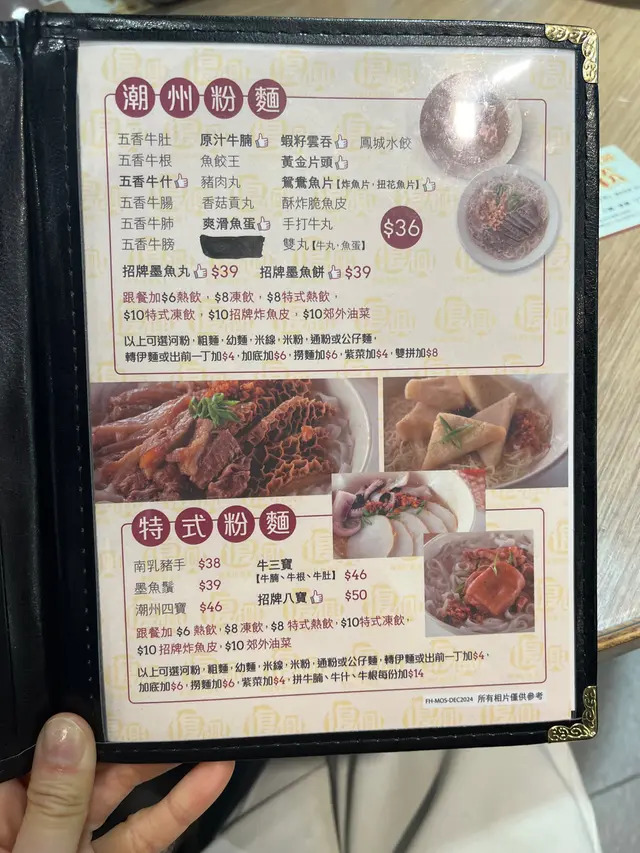 潮州粉麵
五香牛肚 原汁牛腩 蝦籽雲吞 鳳城水餃
五香牛根 魚餃王 黃金片頭
五香牛什 豬肉丸 鴛鴦魚片【炸魚片，扭花魚片】
五香牛腸 香菇貢丸 酥炸脆魚皮
五香牛肺 爽滑魚蛋 手打牛丸
五香牛膀 雙丸【牛丸，魚蛋】
$36
招牌墨魚丸 $39 招牌墨魚餅 $39
跟餐加$6熱飲，$8凍飲，$8特式熱飲，
$10特式凍飲，$10招牌炸魚皮，$10郊外油菜
以上可選河粉，粗麵，幼麵，米線，米粉，通粉或公仔麵，
轉伊麵或出前一丁加$4，加底加$6，撈麵加$6，紫菜加$4，雙拼加$8
特式粉麵
南乳豬手 $38 牛三寶
【牛腩、牛根、牛肚】 $46
墨魚鬚 $39
潮州四寶 $46 招牌八寶 $50
跟餐加 $6 熱飲，$8 凍飲，$8 特式熱飲，$10特式凍飲，
$10 招牌炸魚皮，$10 郊外油菜
以上可選河粉，粗麵，幼麵，米線，米粉，通粉或公仔麵，轉伊麵或出前一丁加$4，
加底加$6，撈麵加$6，紫菜加$4，拼牛腩、牛什、牛根每份加$14
FH-MOS-DEC2024 所有相片僅供參考